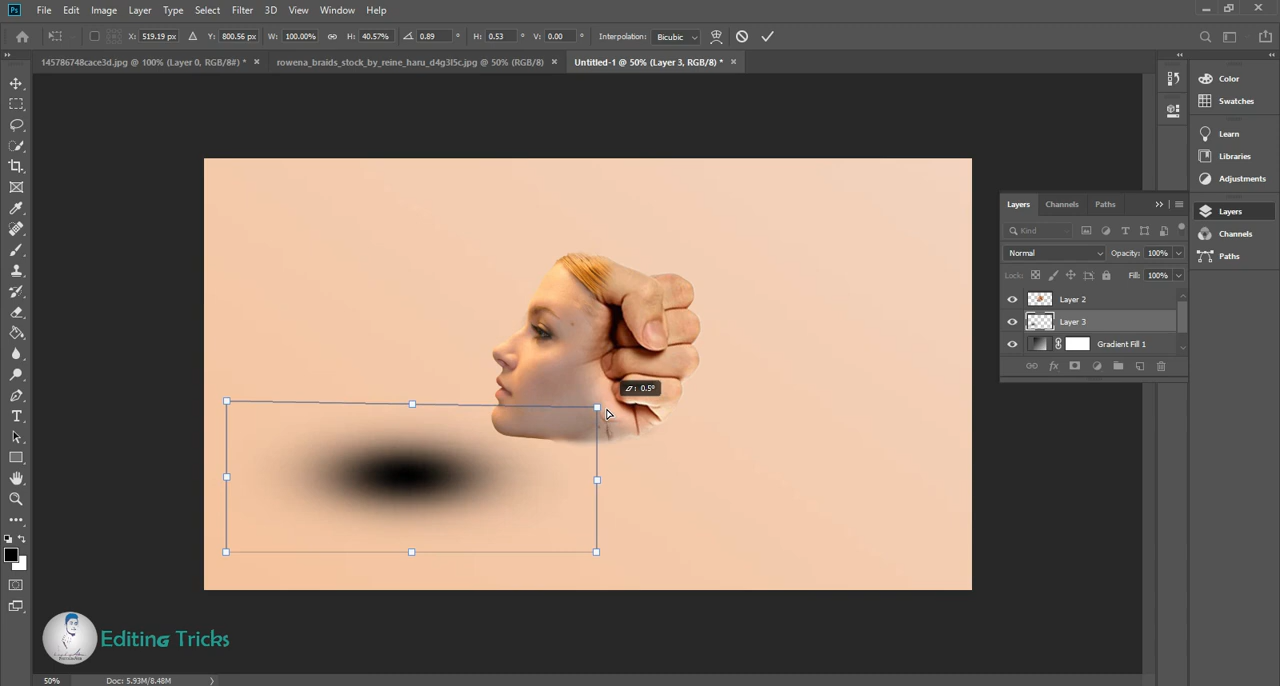 Ps File Edit Image Layer Type Select Filter 3D View Window Help
X: 519.19 px Y: 800.56 px W: 100.00% H: 40.57% 0.89 ° H: 0.53 ° V: 0.00 ° Interpolation: Bicubic
145786748cace3d.jpg @ 100% (Layer 0, RGB/8#) * × rowena_braids_stock_by_reine_haru_d4g3l5c.jpg @ 50% (RGB/8) × Untitled-1 @ 50% (Layer 3, RGB/8) * ×
Color
Swatches
Learn
Libraries
Adjustments
Layers
Channels
Paths
Layers Channels Paths
Kind
Normal Opacity: 100%
Lock: Fill: 100%
Layer 2
Layer 3
Gradient Fill 1
0.5°
Editing Tricks
50% Doc: 5.93M/8.48M